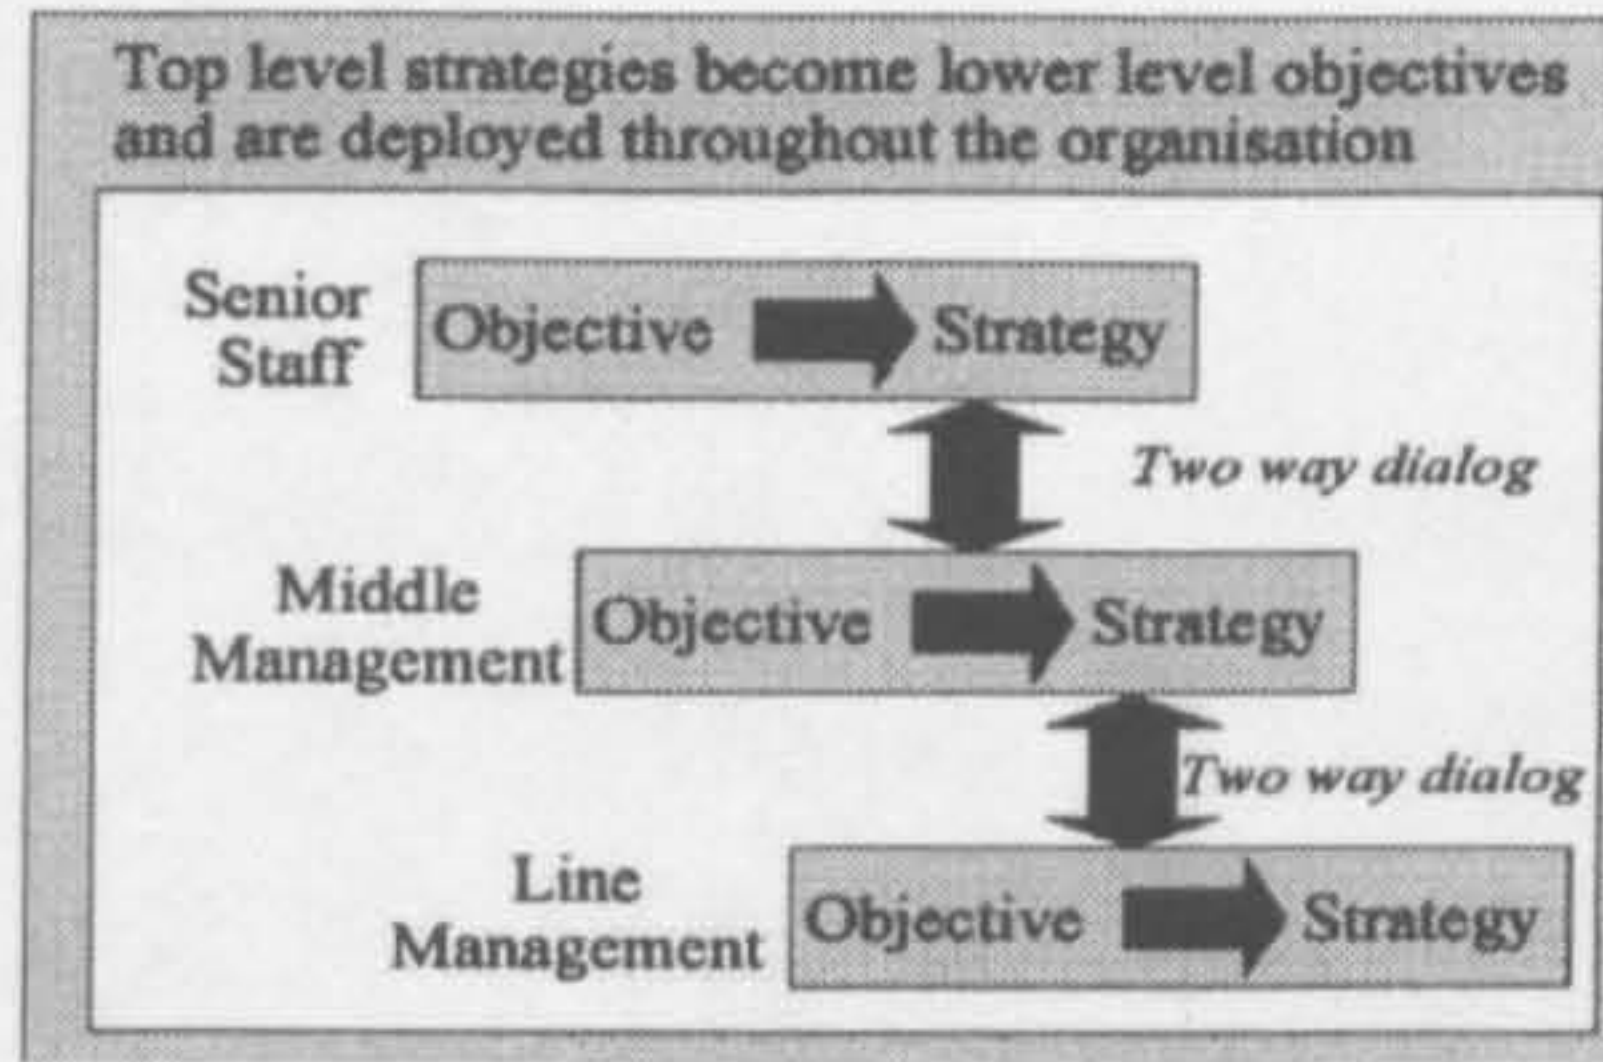 Top level strategies become lower level objectives
and are deployed throughout the organisation
Senior
Staff
Objective
Strategy
Two way dialog
Middle
Management
Objective
Strategy
Two way dialog
Line
Management
Objective
Strategy